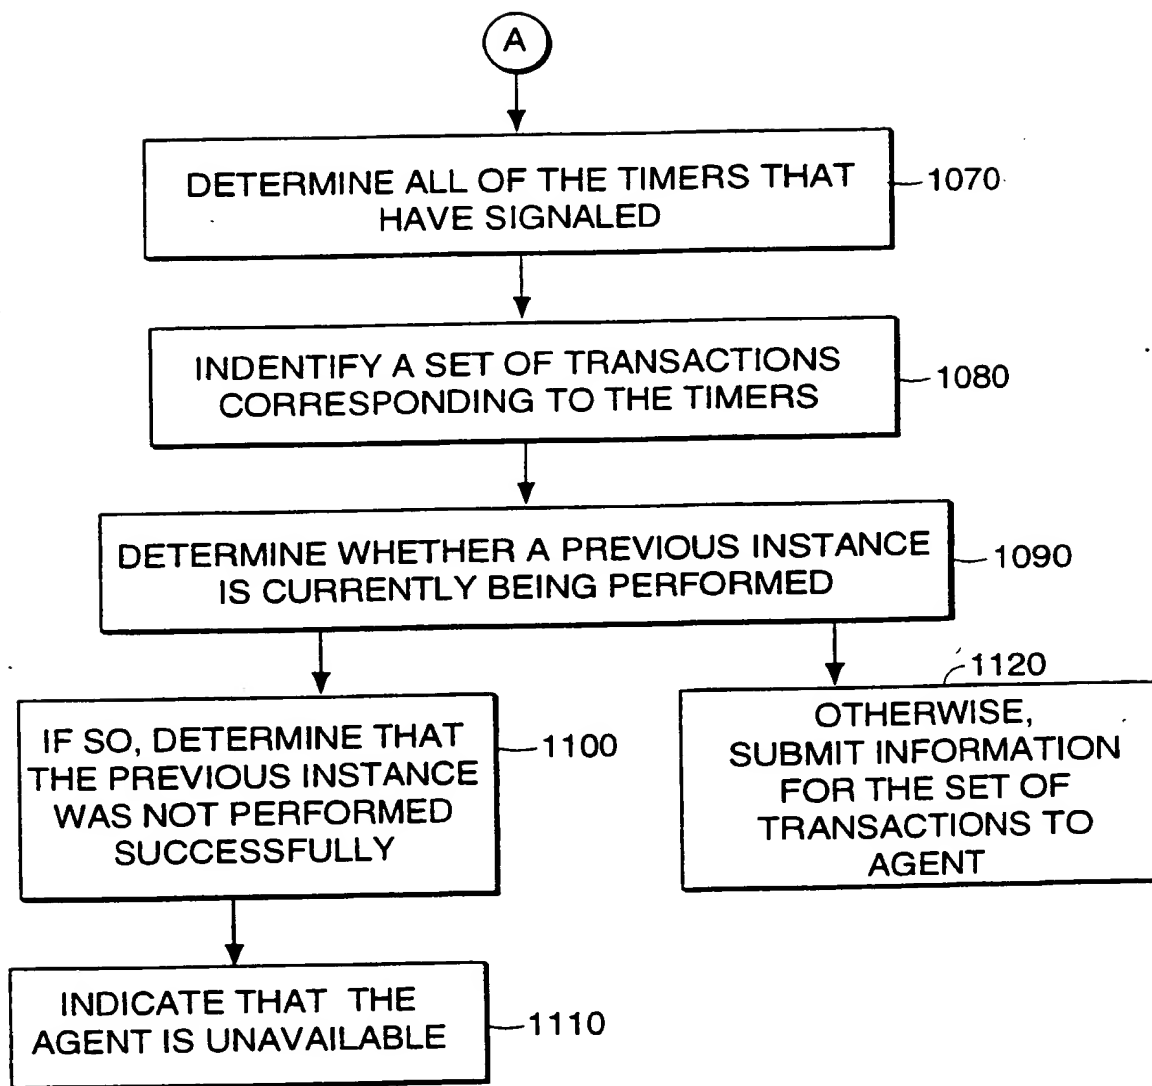 A
DETERMINE ALL OF THE TIMERS THAT
HAVE SIGNALED
1070
INDENTIFY A SET OF TRANSACTIONS
CORRESPONDING TO THE TIMERS
1080
DETERMINE WHETHER A PREVIOUS INSTANCE
IS CURRENTLY BEING PERFORMED
1090
IF SO, DETERMINE THAT
THE PREVIOUS INSTANCE
WAS NOT PERFORMED
SUCCESSFULLY
1100
1120
OTHERWISE,
SUBMIT INFORMATION
FOR THE SET OF
TRANSACTIONS TO
AGENT
INDICATE THAT THE
AGENT IS UNAVAILABLE
1110